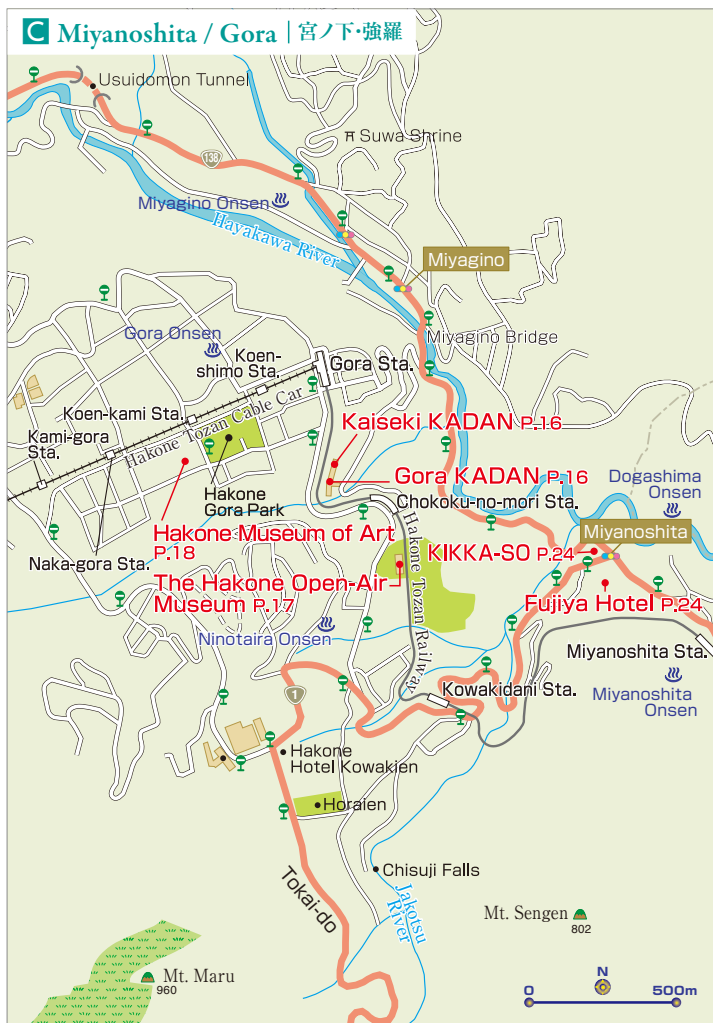 C Miyanoshita / Gora | 宮ノ下・強羅
Usuidomon Tunnel
Suwa Shrine
138
Miyagino Onsen
Hayakawa River
Miyagino
Miyagino Bridge
Gora Onsen
Koen-
shimo Sta.
Gora Sta.
Koen-kami Sta.
Hakone Tozan Cable Car
Kami-gora
Sta.
Kaiseki KADAN P.16
Gora KADAN P.16
Hakone
Gora Park
Chokoku-no-mori Sta.
Dogashima
Onsen
Miyanoshita
Hakone Museum of Art
P.18
Naka-gora Sta.
KIKKA-SO P.24
The Hakone Open-Air
Museum P.17
Hakone Tozan Railway
Fujiya Hotel P.24
Ninotaira Onsen
Miyanoshita Sta.
Kowakidani Sta.
Miyanoshita
Onsen
1
Hakone
Hotel Kowakien
Horaien
Tokai-do
Chisuji Falls
Jakotsu
River
Mt. Sengen
802
Mt. Maru
960
N
0
500m